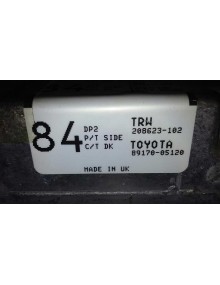 84
DP2
P/T SIDE
C/T DK
TRW
208623-102
TOYOTA
89170-05120
MADE IN UK